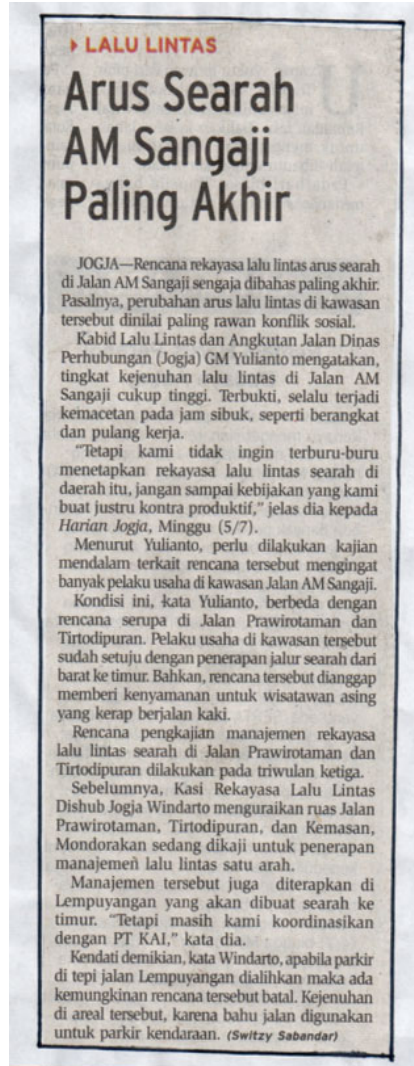 LALU LINTAS
Arus Searah
AM Sangaji
Paling Akhir
JOGJA—Rencana rekayasa lalu lintas arus searah
di Jalan AM Sangaji sengaja dibahas paling akhir.
Pasalnya, perubahan arus lalu lintas di kawasan
tersebut dinilai paling rawan konflik sosial.
Kabid Lalu Lintas dan Angkutan Jalan Dinas
Perhubungan (Jogja) GM Yulianto mengatakan,
tingkat kejenuhan lalu lintas di Jalan AM
Sangaji cukup tinggi. Terbukti, selalu terjadi
kemacetan pada jam sibuk, seperti berangkat
dan pulang kerja.
"Tetapi kami tidak ingin terburu-buru
menetapkan rekayasa lalu lintas searah di
daerah itu, jangan sampai kebijakan yang kami
buat justru kontra produktif," jelas dia kepada
Harian Jogja, Minggu (5/7).
Menurut Yulianto, perlu dilakukan kajian
mendalam terkait rencana tersebut mengingat
banyak pelaku usaha di kawasan Jalan AM Sangaji.
Kondisi ini, kata Yulianto, berbeda dengan
rencana serupa di Jalan Prawirotaman dan
Tirtodipuran. Pelaku usaha di kawasan tersebut
sudah setuju dengan penerapan jalur searah dari
barat ke timur. Bahkan, rencana tersebut dianggap
memberi kenyamanan untuk wisatawan asing
yang kerap berjalan kaki.
Rencana pengkajian manajemen rekayasa
lalu lintas searah di Jalan Prawirotaman dan
Tirtodipuran dilakukan pada triwulan ketiga.
Sebelumnya, Kasi Rekayasa Lalu Lintas
Dishub Jogja Windarto menguraikan ruas Jalan
Prawirotaman, Tirtodipuran, dan Kemasan,
Mondorakan sedang dikaji untuk penerapan
manajemen lalu lintas satu arah.
Manajemen tersebut juga diterapkan di
Lempuyangan yang akan dibuat searah ke
timur. "Tetapi masih kami koordinasikan
dengan PT KAI," kata dia.
Kendati demikian, kata Windarto, apabila parkir
di tepi jalan Lempuyangan dialihkan maka ada
kemungkinan rencana tersebut batal. Kejenuhan
di areal tersebut, karena bahu jalan digunakan
untuk parkir kendaraan. (Switzy Sabandar)